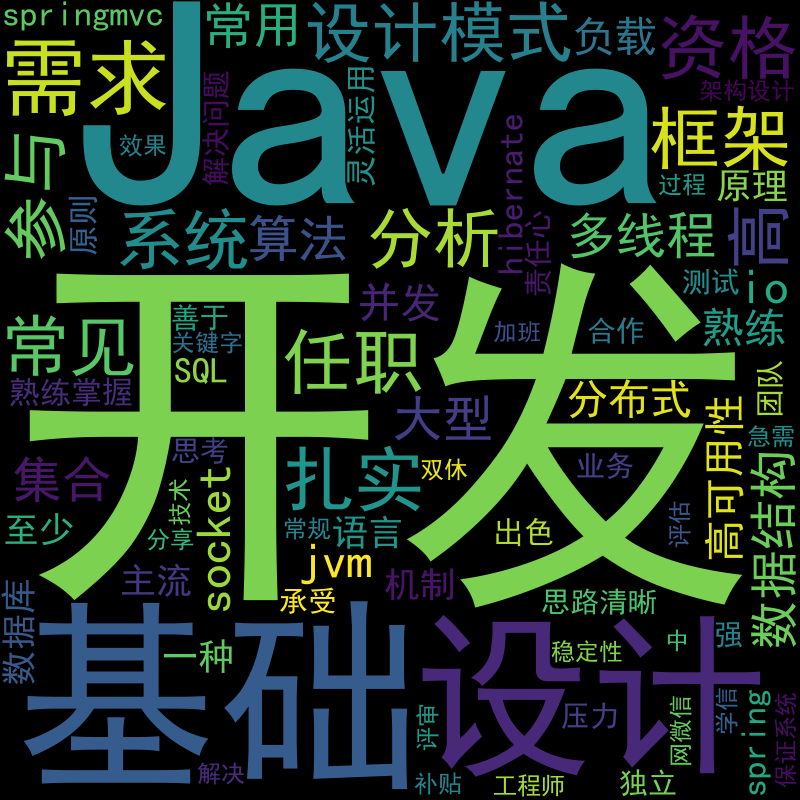 springmvc
常用
Java
设计模式
负载
资格
需求
效果
解决问题
灵活运用
架构设计
框架
参与
原则
系统
算法
分析
hibernate
责任心
多线程
过程
原理
高
测试
io
开发
常见
善于
关键字
SQL
并发
任职
加班
合作
熟练
熟练掌握
大型
分布式
团队
高可用性
急需
思考
集合
技术
分享
socket
扎实
双休
业务
至少
常规
语言
出色
评估
数据结构
jvm
主流
承受
机制
思路清晰
数据库
一种
基础
设计
稳定性
中
强
评审
压力
网微信
学信
spring
保证系统
解决
补贴
工程师
独立